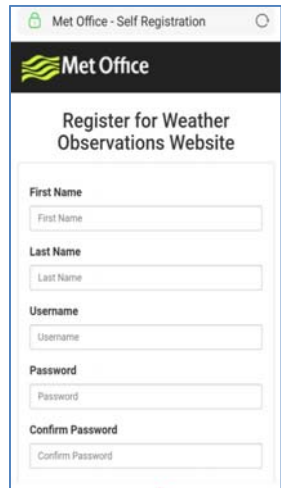 Met Office - Self Registration
Met Office
Register for Weather
Observations Website
First Name
First Name
Last Name
Last Name
Username
Username
Password
Password
Confirm Password
Confirm Password